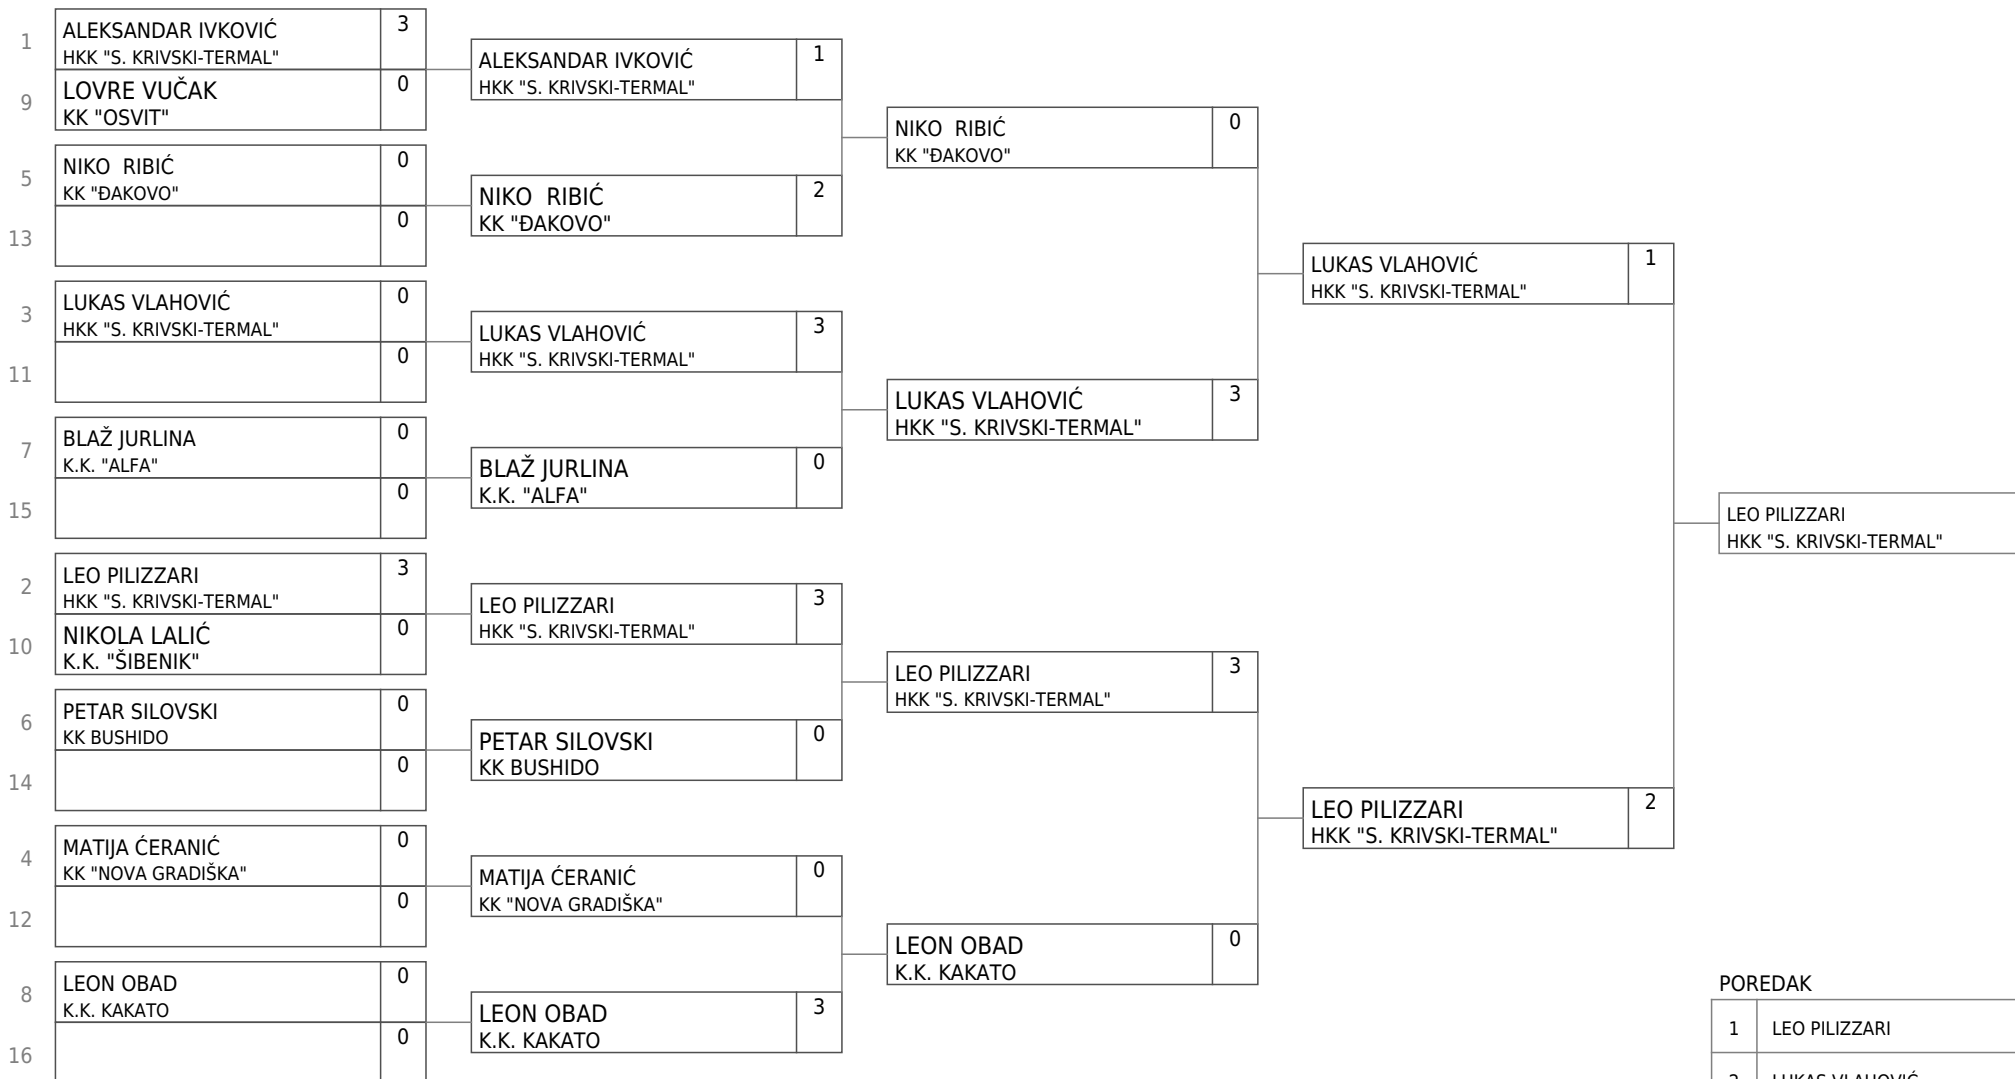 1
ALEKSANDAR IVKOVIĆ
HKK "S. KRIVSKI-TERMAL"
3
9
LOVRE VUČAK
KK "OSVIT"
0
5
NIKO  RIBIĆ
KK "ĐAKOVO"
0
13
0
3
LUKAS VLAHOVIĆ
HKK "S. KRIVSKI-TERMAL"
0
11
0
7
BLAŽ JURLINA
K.K. "ALFA"
0
15
0
2
LEO PILIZZARI
HKK "S. KRIVSKI-TERMAL"
3
10
NIKOLA LALIĆ
K.K. "ŠIBENIK"
0
6
PETAR SILOVSKI
KK BUSHIDO
0
14
0
4
MATIJA ĆERANIĆ
KK "NOVA GRADIŠKA"
0
12
0
8
LEON OBAD
K.K. KAKATO
0
16
0
ALEKSANDAR IVKOVIĆ
HKK "S. KRIVSKI-TERMAL"
1
NIKO  RIBIĆ
KK "ĐAKOVO"
2
LUKAS VLAHOVIĆ
HKK "S. KRIVSKI-TERMAL"
3
BLAŽ JURLINA
K.K. "ALFA"
0
LEO PILIZZARI
HKK "S. KRIVSKI-TERMAL"
3
PETAR SILOVSKI
KK BUSHIDO
0
MATIJA ĆERANIĆ
KK "NOVA GRADIŠKA"
0
LEON OBAD
K.K. KAKATO
3
NIKO  RIBIĆ
KK "ĐAKOVO"
0
LUKAS VLAHOVIĆ
HKK "S. KRIVSKI-TERMAL"
3
LEO PILIZZARI
HKK "S. KRIVSKI-TERMAL"
3
LEON OBAD
K.K. KAKATO
0
LUKAS VLAHOVIĆ
HKK "S. KRIVSKI-TERMAL"
1
LEO PILIZZARI
HKK "S. KRIVSKI-TERMAL"
2
LEO PILIZZARI
HKK "S. KRIVSKI-TERMAL"
POREDAK
1
LEO PILIZZARI
2
LUKAS VLAHOVIĆ